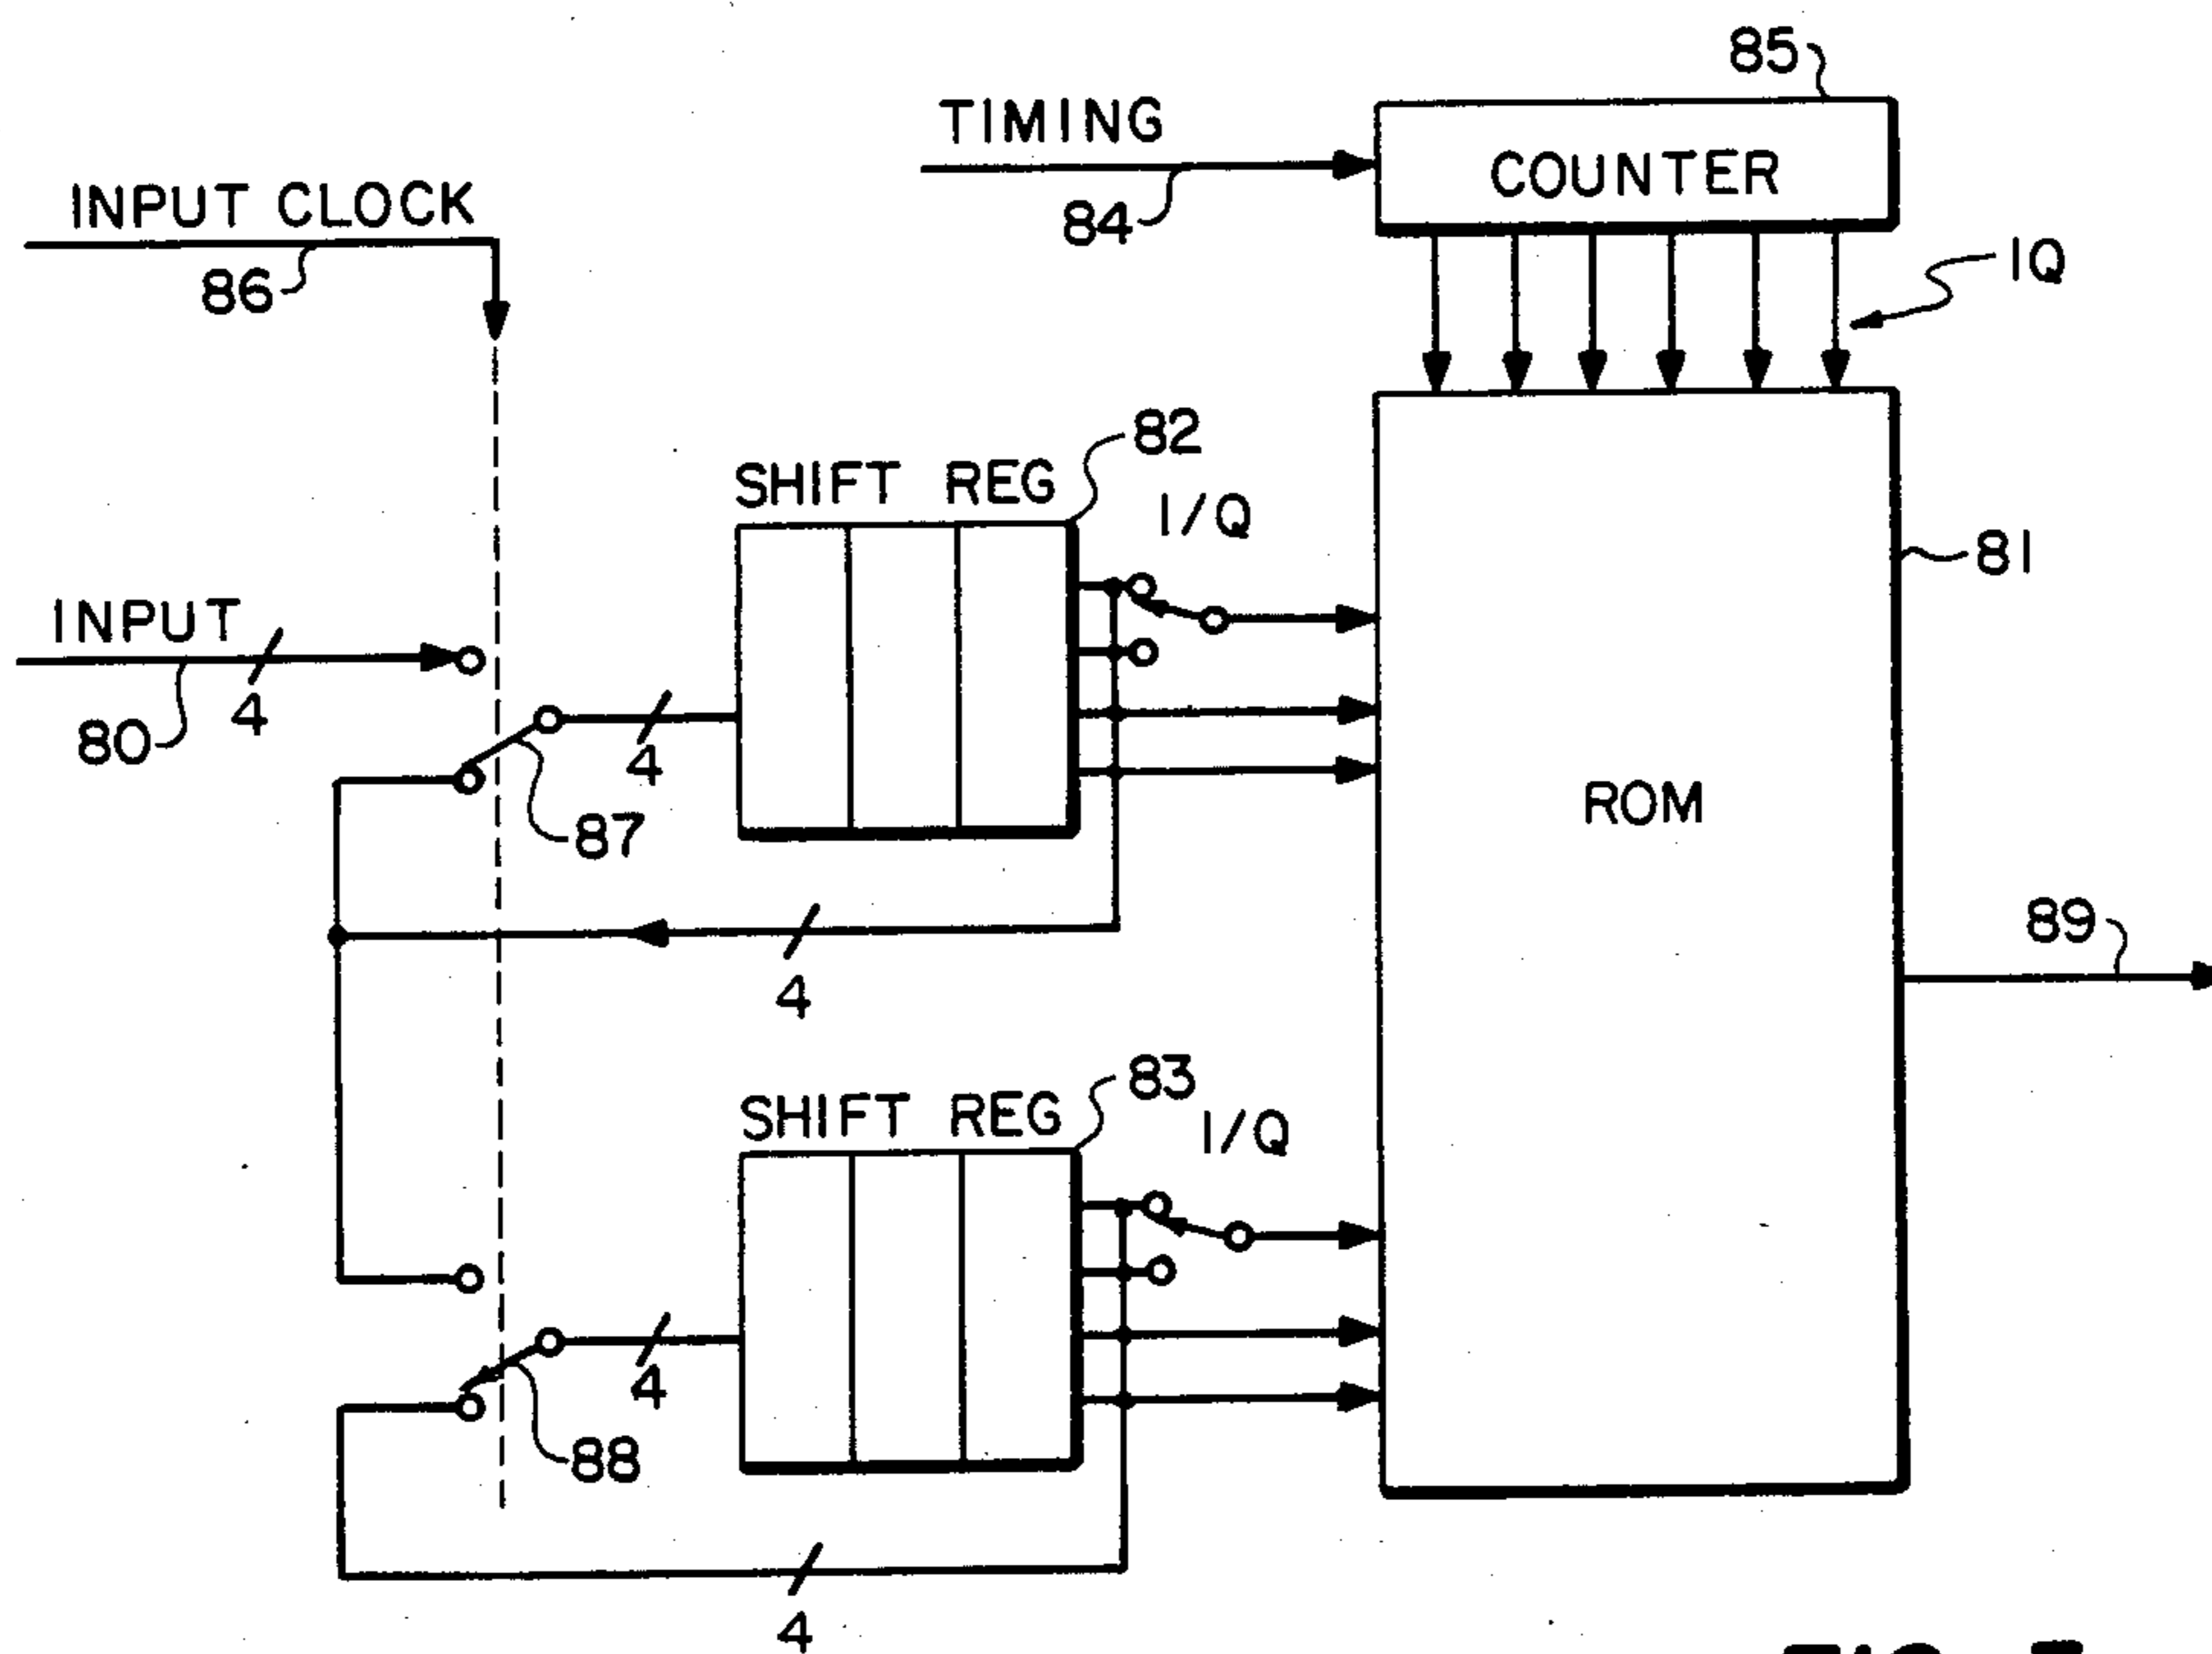 85
TIMING
COUNTER
84
INPUT CLOCK
86
IQ
82
SHIFT REG
I/Q
81
INPUT
4
80
4
87
ROM
89
4
83
SHIFT REG
I/Q
4
88
4